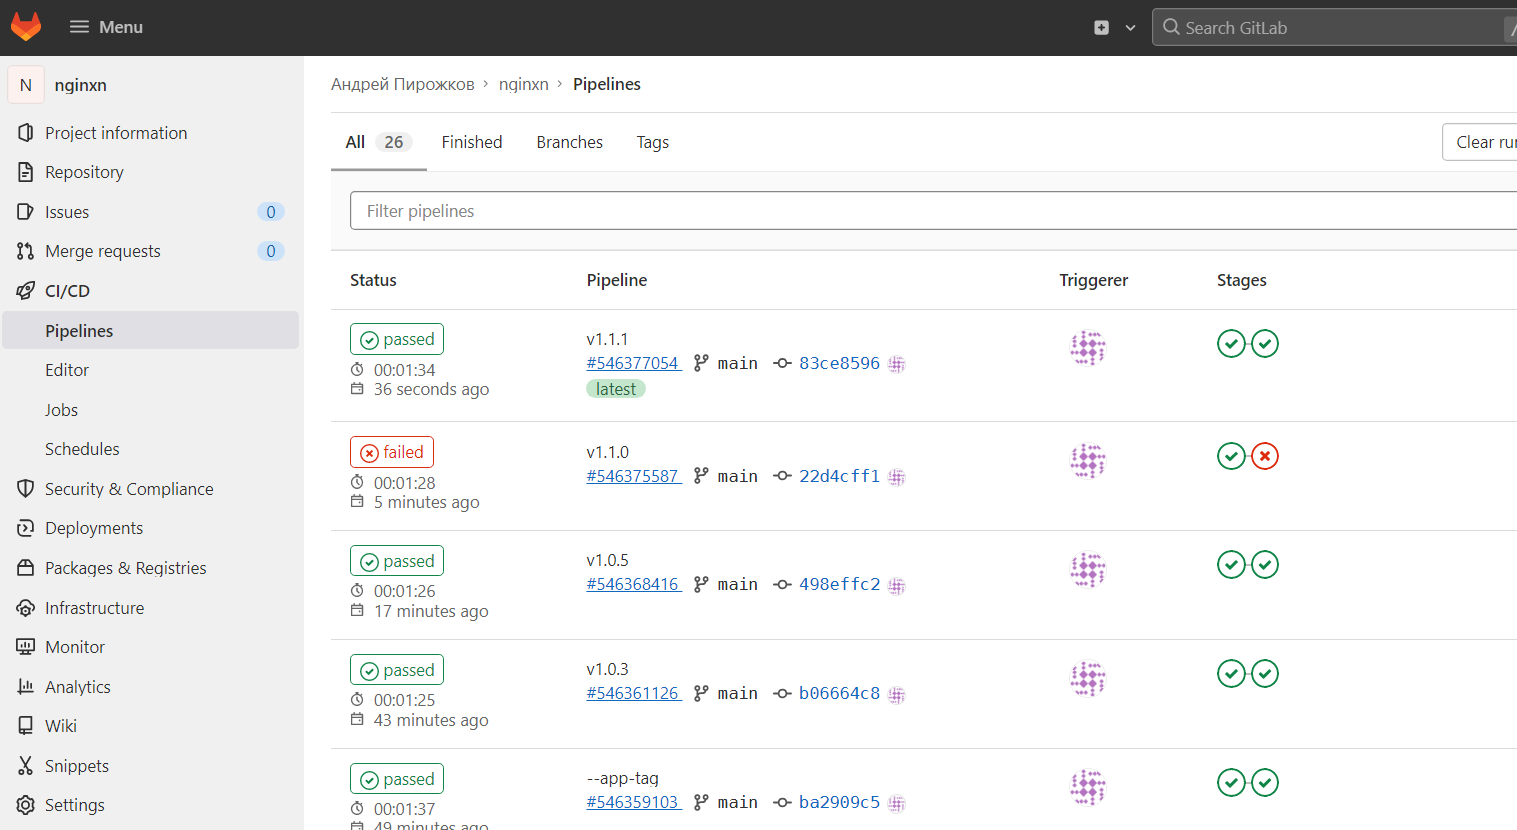 Menu
Search GitLab
/
N nginxn
Project information
Repository
Issues 0
Merge requests 0
CI/CD
Pipelines
Editor
Jobs
Schedules
Security & Compliance
Deployments
Packages & Registries
Infrastructure
Monitor
Analytics
Wiki
Snippets
Settings
Андрей Пирожков › nginxn › Pipelines
All 26 Finished Branches Tags
Clear run
Filter pipelines
Status Pipeline Triggerer Stages
passed
00:01:34
36 seconds ago
v1.1.1
#546377054 main 83ce8596
latest
failed
00:01:28
5 minutes ago
v1.1.0
#546375587 main 22d4cff1
passed
00:01:26
17 minutes ago
v1.0.5
#546368416 main 498effc2
passed
00:01:25
43 minutes ago
v1.0.3
#546361126 main b06664c8
passed
00:01:37
49 minutes ago
--app-tag
#546359103 main ba2909c5